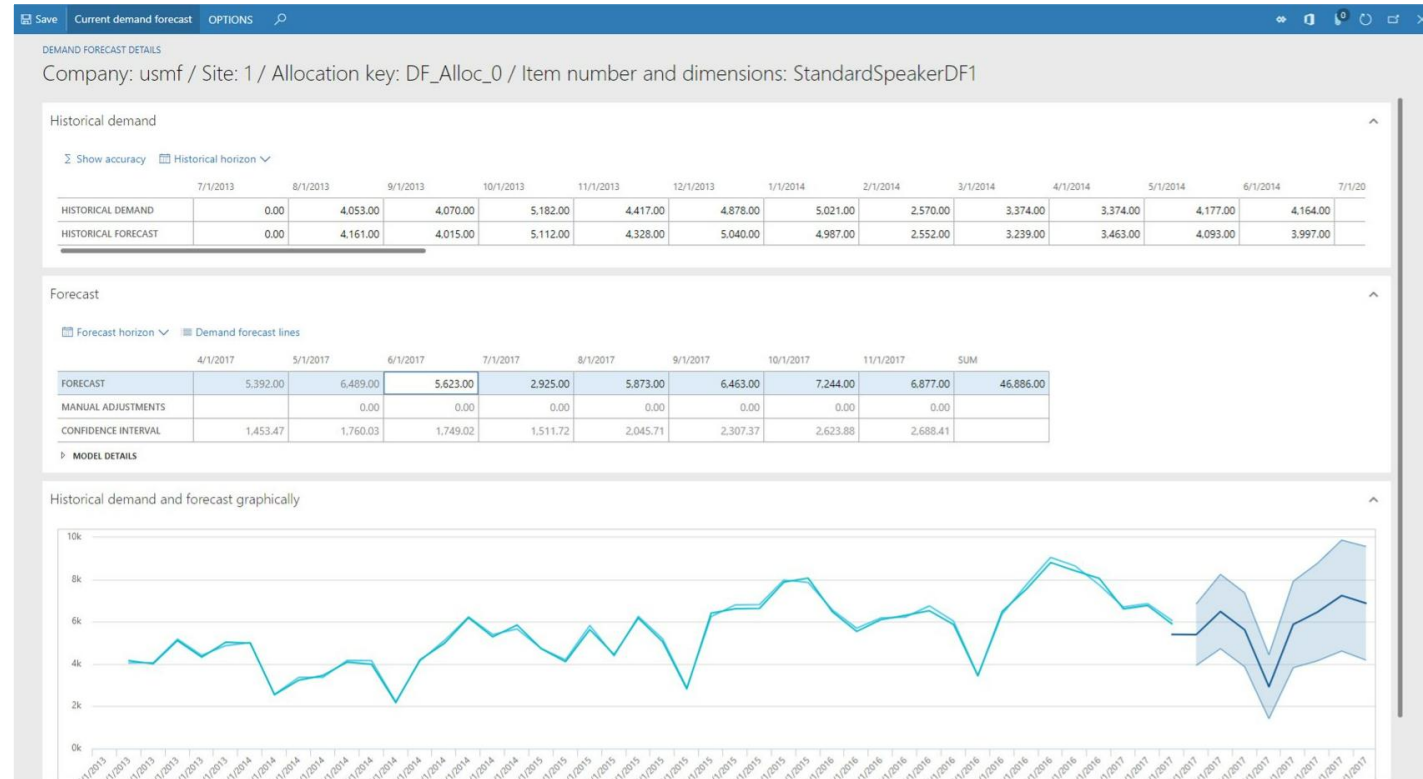 Save Current demand forecast OPTIONS 0
DEMAND FORECAST DETAILS
Company: usmf / Site: 1 / Allocation key: DF_Alloc_0 / Item number and dimensions: StandardSpeakerDF1
Historical demand
Σ Show accuracy Historical horizon
7/1/2013 8/1/2013 9/1/2013 10/1/2013 11/1/2013 12/1/2013 1/1/2014 2/1/2014 3/1/2014 4/1/2014 5/1/2014 6/1/2014 7/1/20
HISTORICAL DEMAND 0.00 4,053.00 4,070.00 5,182.00 4,417.00 4,878.00 5,021.00 2,570.00 3,374.00 3,374.00 4,177.00 4,164.00
HISTORICAL FORECAST 0.00 4,161.00 4,015.00 5,112.00 4,328.00 5,040.00 4,987.00 2,552.00 3,239.00 3,463.00 4,093.00 3,997.00
Forecast
Forecast horizon Demand forecast lines
4/1/2017 5/1/2017 6/1/2017 7/1/2017 8/1/2017 9/1/2017 10/1/2017 11/1/2017 SUM
FORECAST 5,392.00 6,489.00 5,623.00 2,925.00 5,873.00 6,463.00 7,244.00 6,877.00 46,886.00
MANUAL ADJUSTMENTS 0.00 0.00 0.00 0.00 0.00 0.00 0.00
CONFIDENCE INTERVAL 1,453.47 1,760.03 1,749.02 1,511.72 2,045.71 2,307.37 2,623.88 2,688.41
MODEL DETAILS
Historical demand and forecast graphically
10k
8k
6k
4k
2k
0k